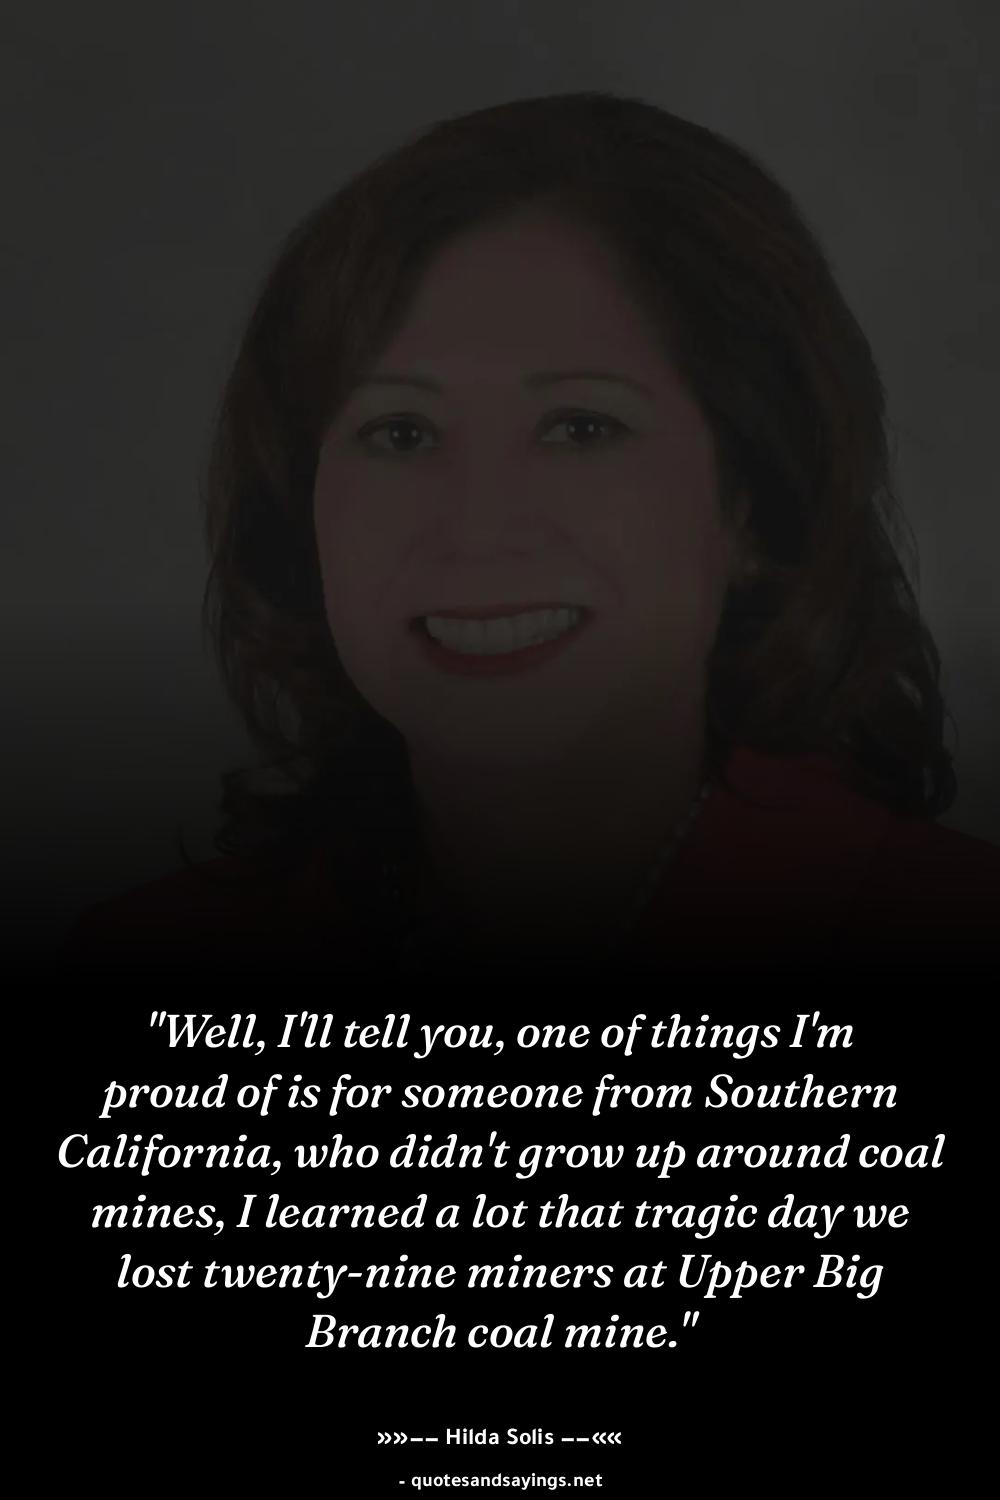 "Well, I'll tell you, one of things I'm
proud of is for someone from Southern
California, who didn't grow up around coal
mines, I learned a lot that tragic day we
lost twenty-nine miners at Upper Big
Branch coal mine."
»»−− Hilda Solis −−««
- quotesandsayings.net